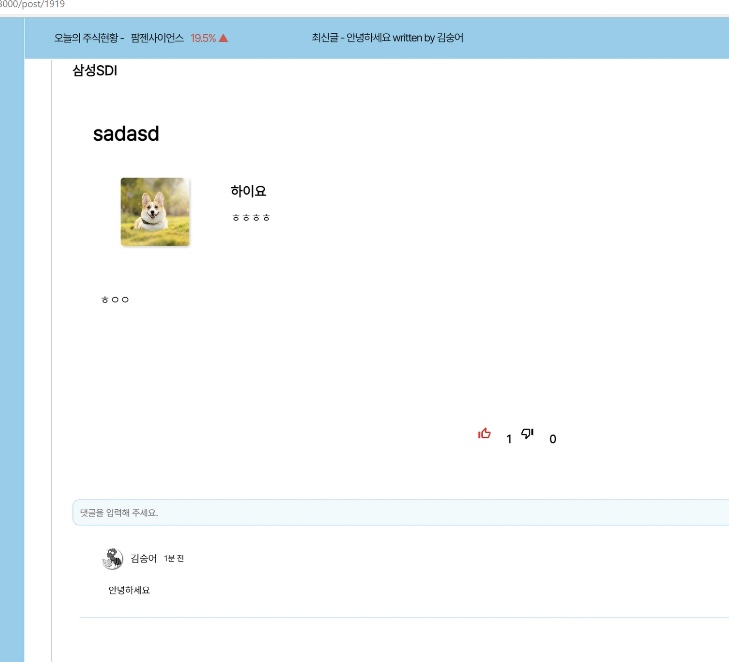 3000/post/1919
오늘의 주식현황 - 팜젠사이언스 19.5% ▲ 최신글 - 안녕하세요 written by 김숭어
삼성SDI
sadasd
하이요
ㅎㅎㅎㅎ
ㅎㅇㅇ
1 0
댓글을 입력해 주세요.
김숭어 1분 전
안녕하세요